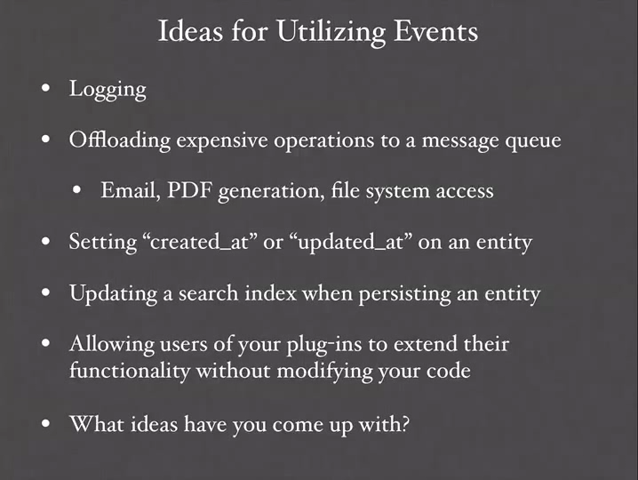 Ideas for Utilizing Events
• Logging
• Offloading expensive operations to a message queue
• Email, PDF generation, file system access
• Setting “created_at” or “updated_at” on an entity
• Updating a search index when persisting an entity
• Allowing users of your plug-ins to extend their
functionality without modifying your code
• What ideas have you come up with?